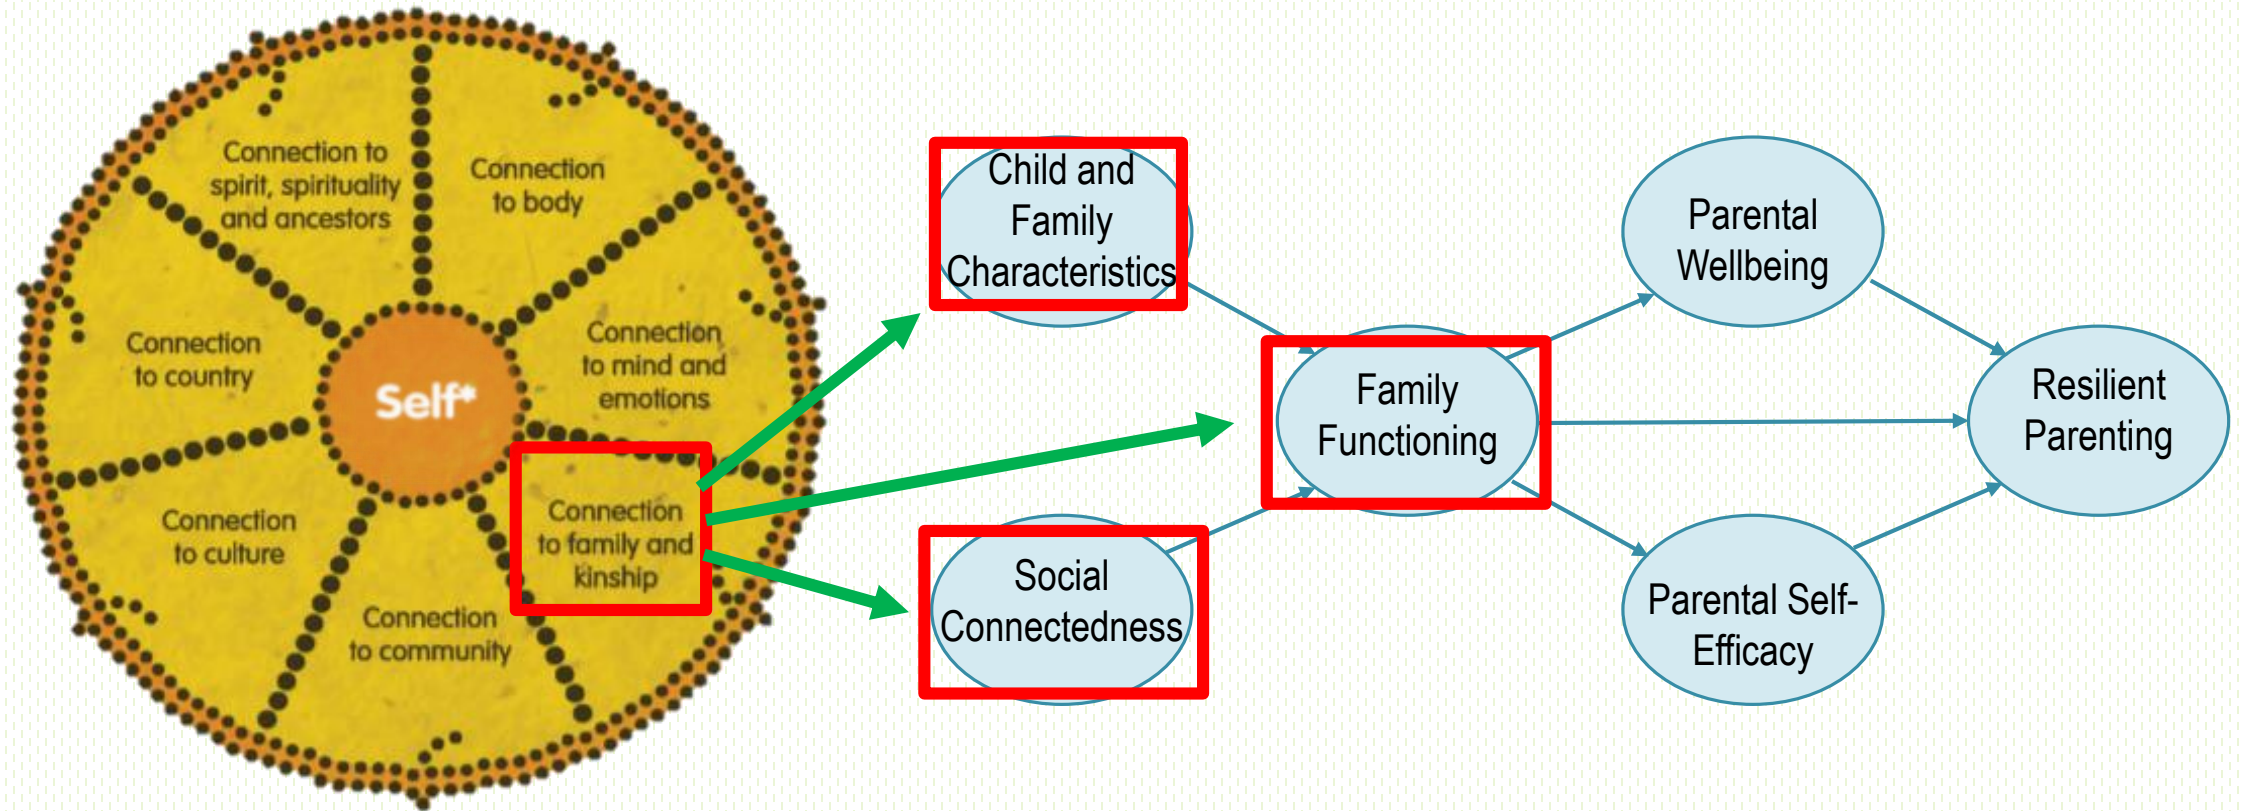 Connection to
spirit, spirituality
and ancestors
Connection
to body
Connection
to mind and
emotions
Connection
to country
Self*
Connection
to culture
Connection
to family and
kinship
Connection
to community
Child and
Family
Characteristics
Social
Connectedness
Family
Functioning
Parental
Wellbeing
Parental Self-
Efficacy
Resilient
Parenting